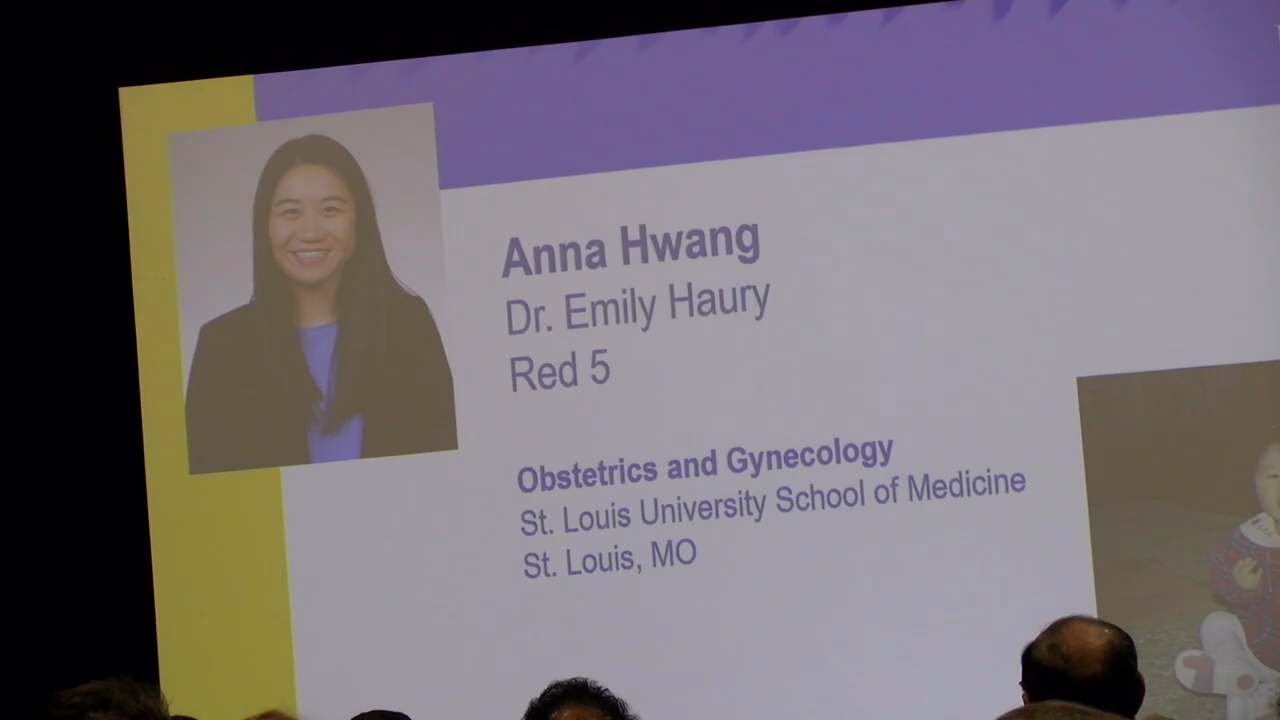 Anna Hwang
Dr. Emily Haury
Red 5
Obstetrics and Gynecology
St. Louis University School of Medicine
St. Louis, MO